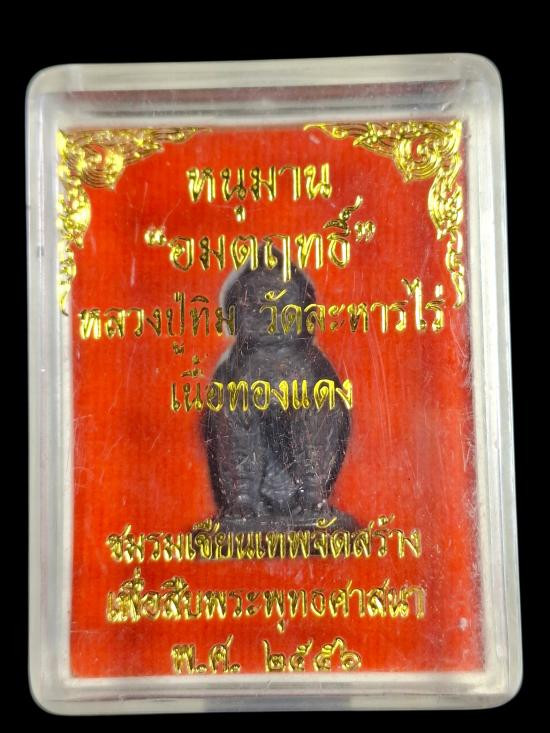 หนุมาน
“อมตฤทธิ์”
หลวงปู่ทิม วัดละหารไร่
เนื้อทองแดง
ชมรมเซียนเทพจัดสร้าง
เพื่อสืบพระพุทธศาสนา
พ.ศ. ๒๕๕๖